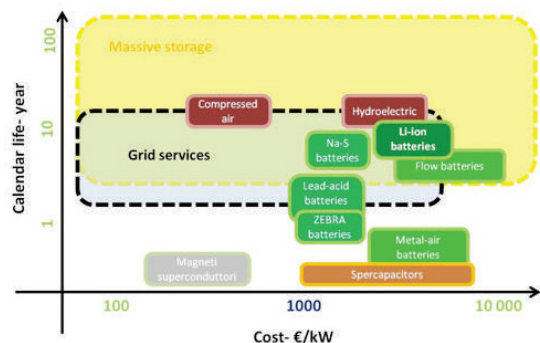 Massive storage
Compressed
air
Hydroelectric
Li-Ion
batteries
Na-S
batteries
Grid services
Flow batteries
Lead-acid
batteries
ZEBRA
batteries
Metal-air
batteries
Magneti
superconduttori
Spercapacitors
Calendar life- year
100
10
1
100
1000
10 000
Cost- €/kW